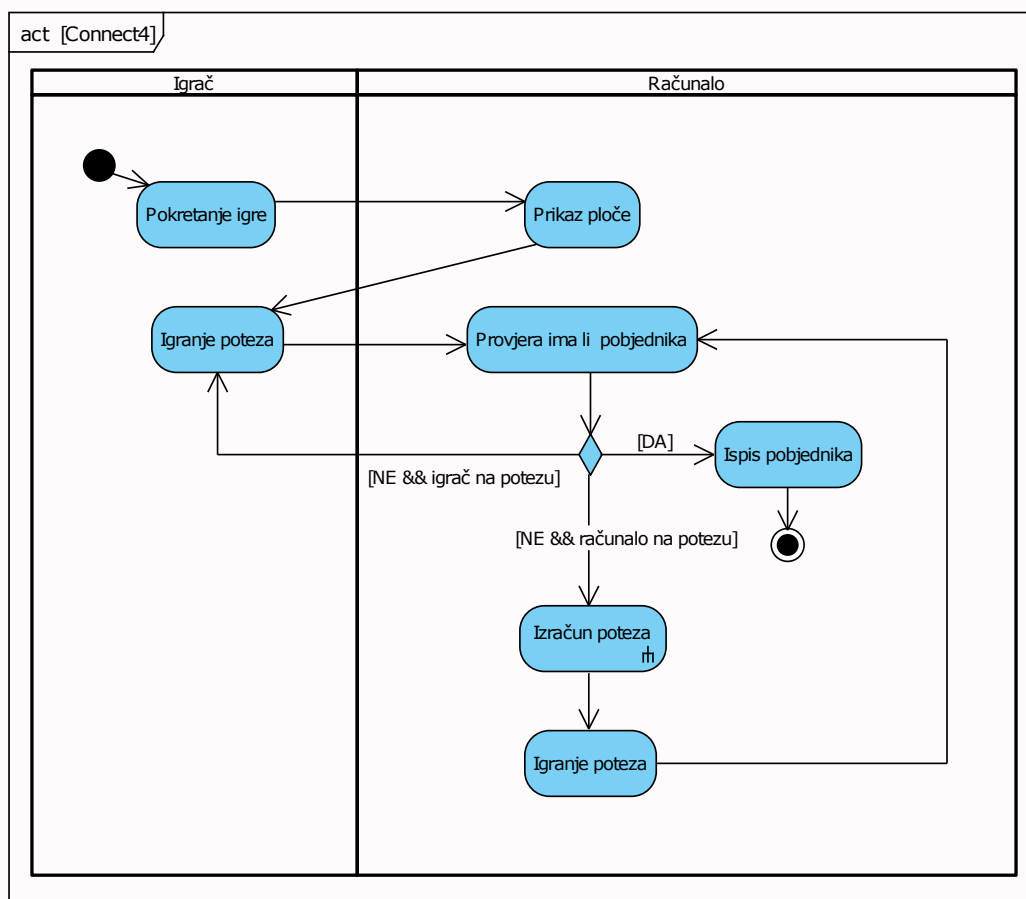 act [Connect4]
Igrač
Računalo
Pokretanje igre
Prikaz ploče
Igranje poteza
Provjera ima li pobjednika
[DA]
Ispis pobjednika
[NE && igrač na potezu]
[NE && računalo na potezu]
Izračun poteza
Igranje poteza